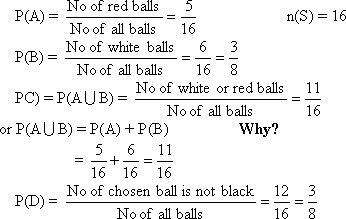 P(A) = No of red balls / No of all balls = 5/16 n(S) = 16
P(B) = No of white balls / No of all balls = 6/16 = 3/8
PC) = P(A⋃B) = No of white or red balls / No of all balls = 11/16
or P(A⋃B) = P(A) + P(B) Why?
= 5/16 + 6/16 = 11/16
P(D) = No of chosen ball is not black / No of all balls = 12/16 = 3/8